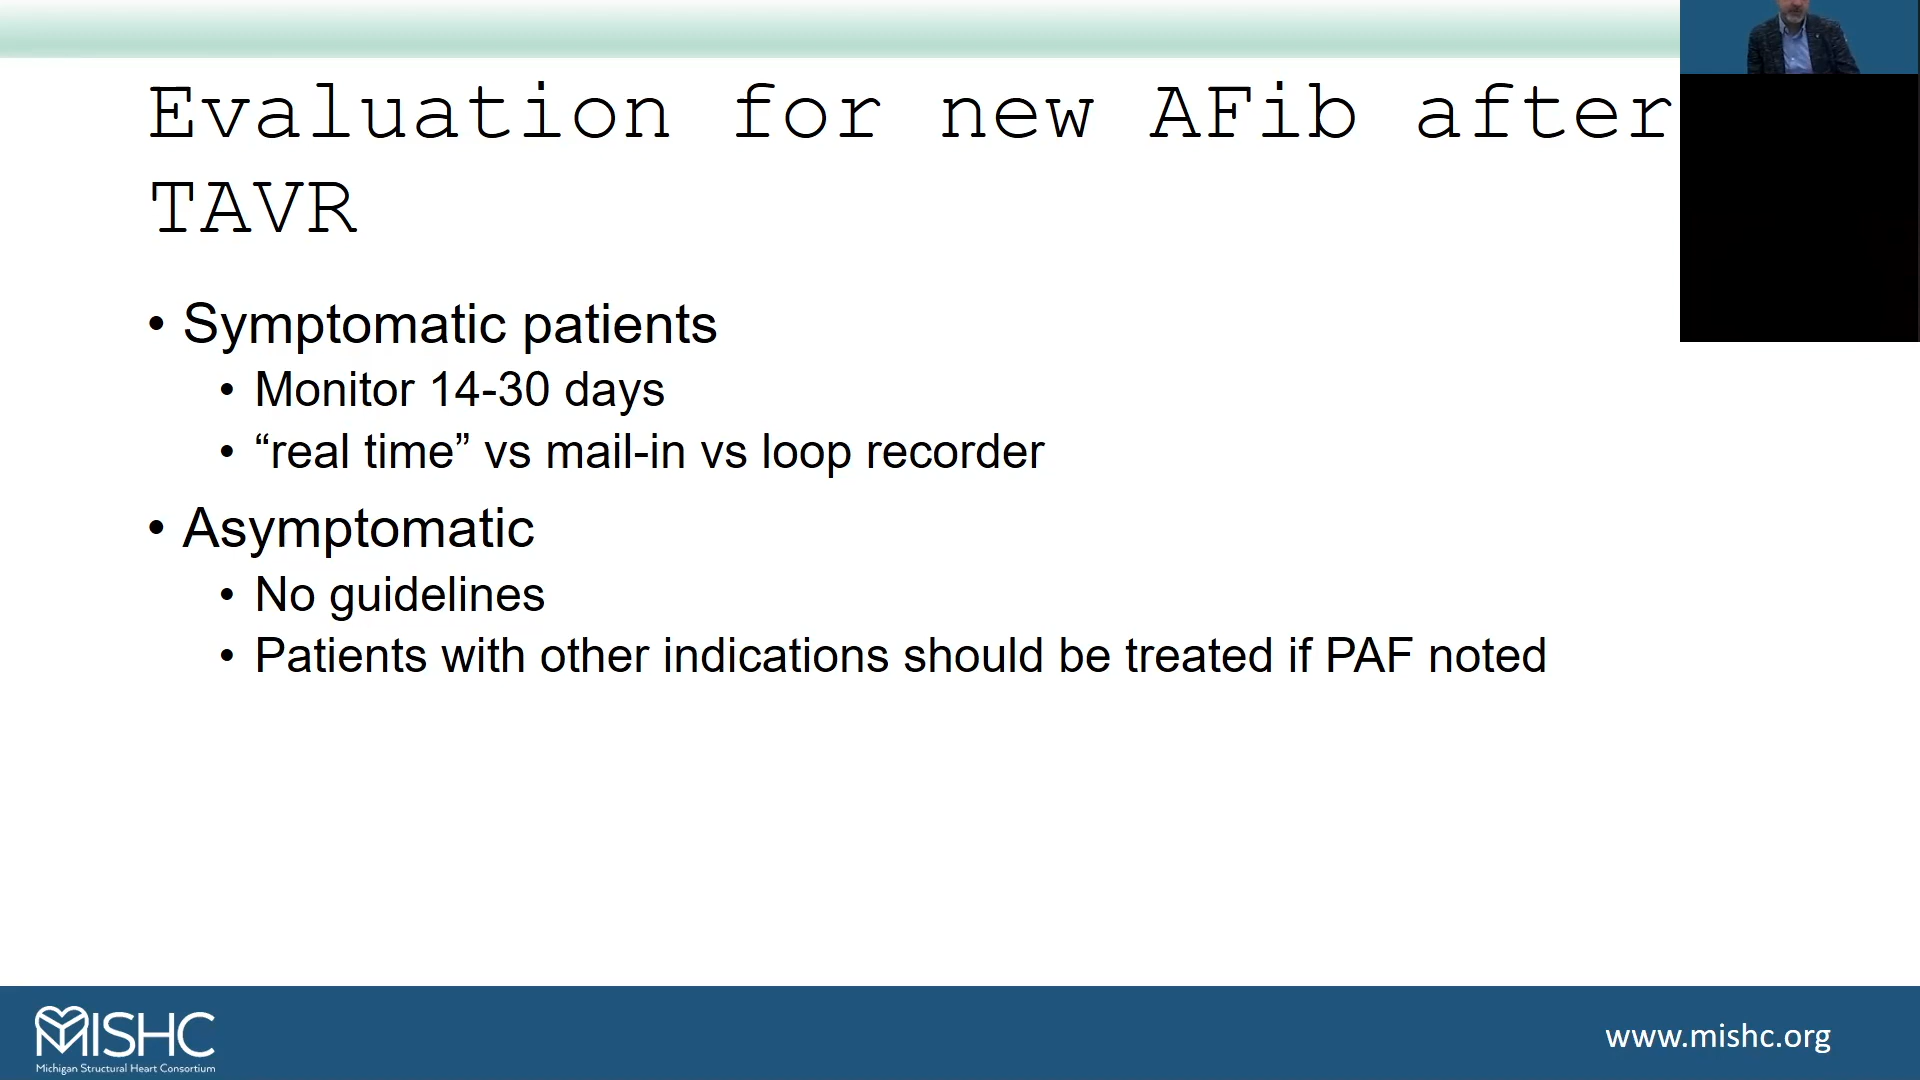 Evaluation for new AFib after
TAVR
• Symptomatic patients
• Monitor 14-30 days
• “real time” vs mail-in vs loop recorder
• Asymptomatic
• No guidelines
• Patients with other indications should be treated if PAF noted
MISHC
Michigan Structural Heart Consortium
www.mishc.org